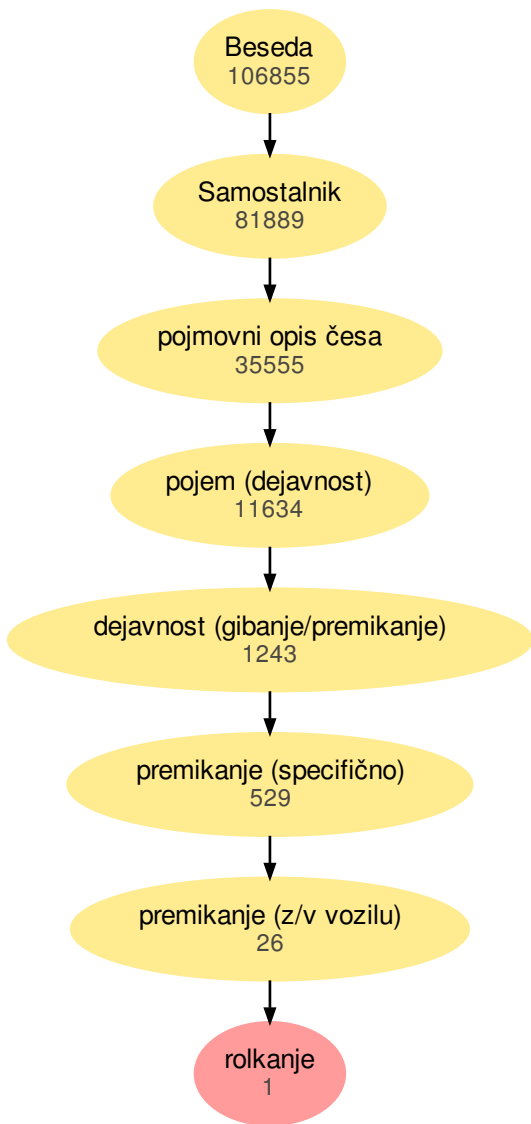 Beseda
106855
Samostalnik
81889
pojmovni opis česa
35555
pojem (dejavnost)
11634
dejavnost (gibanje/premikanje)
1243
premikanje (specifično)
529
premikanje (z/v vozilu)
26
rolkanje
1